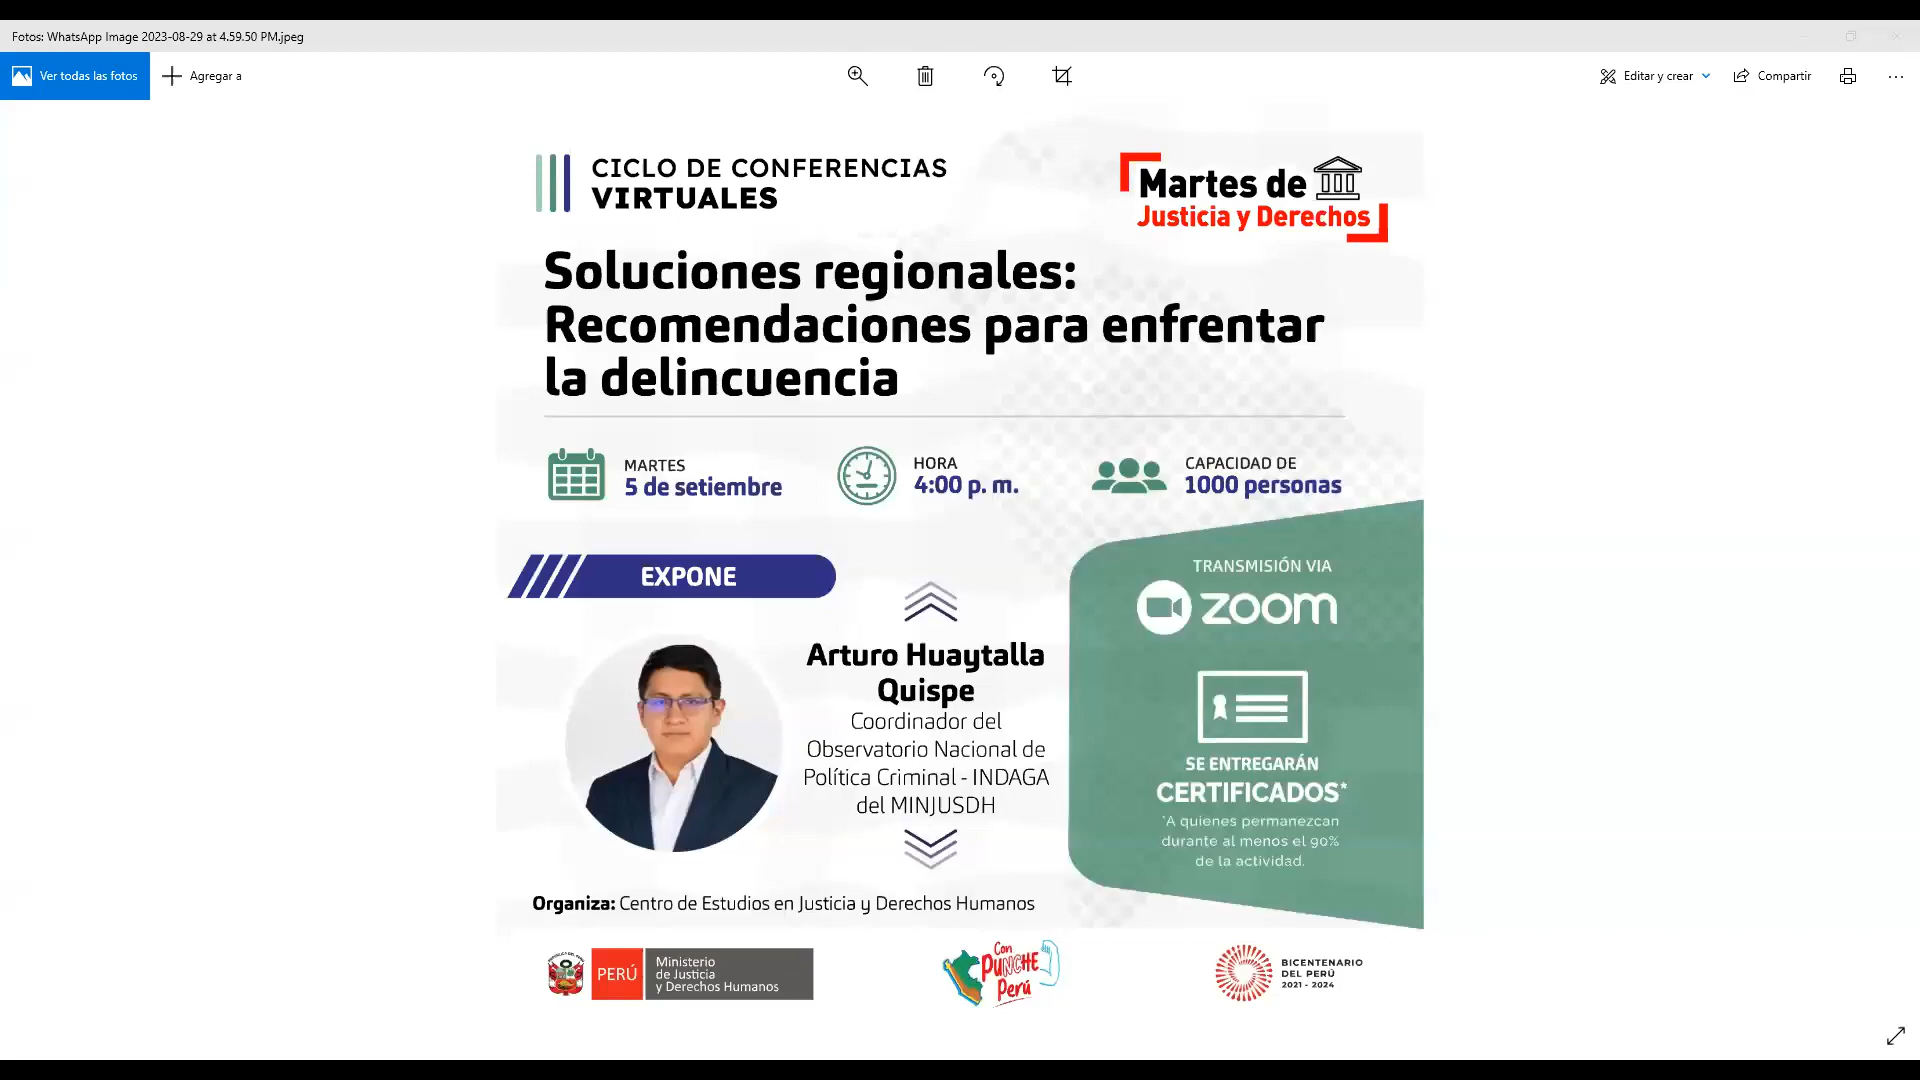 Fotos: WhatsApp Image 2023-08-29 at 4.59.50 PM.jpeg
Ver todas las fotos
Agregar a
Editar y crear
Compartir
CICLO DE CONFERENCIAS
VIRTUALES
Martes de
Justicia y Derechos
Soluciones regionales:
Recomendaciones para enfrentar
la delincuencia
MARTES
5 de setiembre
HORA
4:00 p. m.
CAPACIDAD DE
1000 personas
EXPONE
Arturo Huaytalla
Quispe
Coordinador del
Observatorio Nacional de
Política Criminal - INDAGA
del MINJUSDH
TRANSMISIÓN VIA
zoom
SE ENTREGARÁN
CERTIFICADOS*
*A quienes permanezcan
durante al menos el 90%
de la actividad.
Organiza: Centro de Estudios en Justicia y Derechos Humanos
PERÚ
Ministerio
de Justicia
y Derechos Humanos
Con
PUNCHE
Perú
BICENTENARIO
DEL PERÚ
2021 - 2024